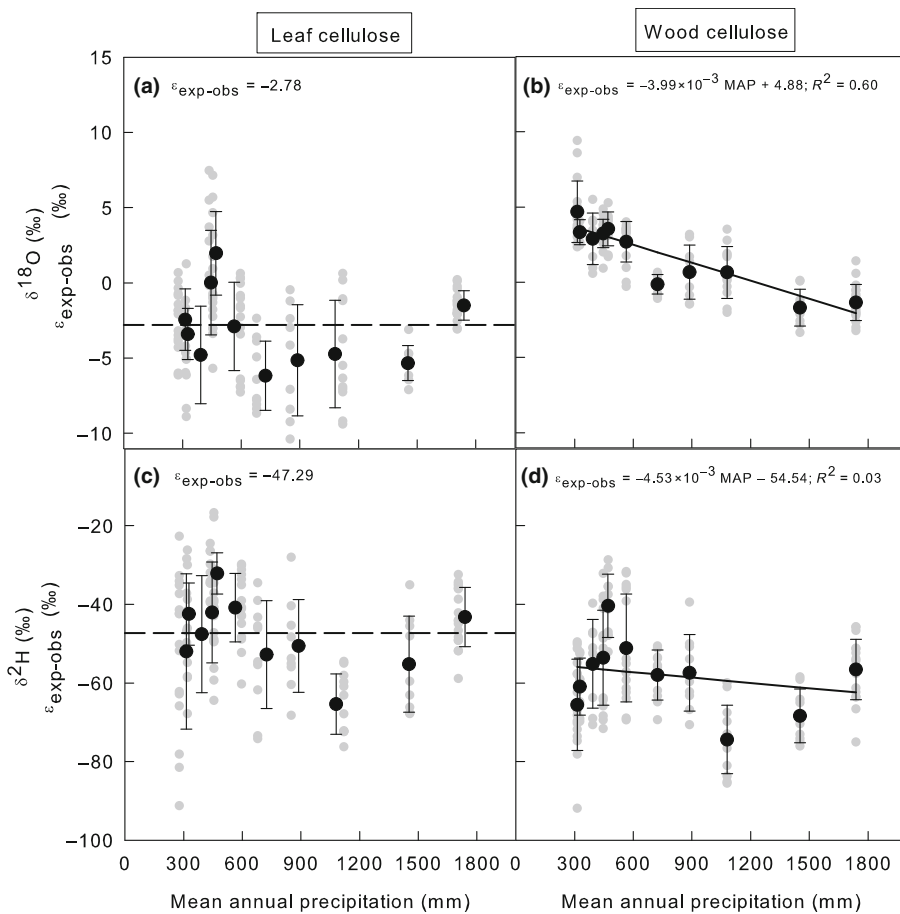 Leaf cellulose
Wood cellulose
(a) εexp-obs = −2.78
(b) εexp-obs = −3.99×10⁻³ MAP + 4.88; R² = 0.60
15
10
5
0
−5
−10
δ¹⁸O (‰)
εexp-obs (‰)
(c) εexp-obs = −47.29
(d) εexp-obs = −4.53×10⁻³ MAP − 54.54; R² = 0.03
−20
−40
−60
−80
−100
δ²H (‰)
εexp-obs (‰)
0 300 600 900 1200 1500 1800
0 300 600 900 1200 1500 1800
Mean annual precipitation (mm)
Mean annual precipitation (mm)